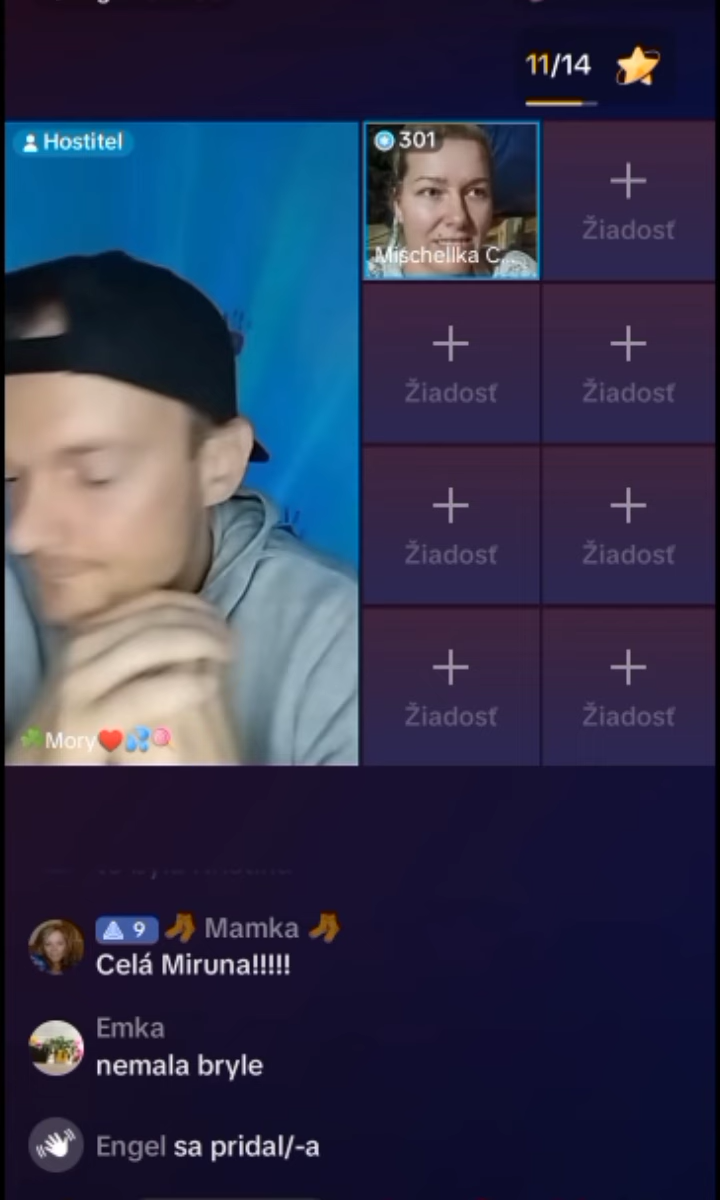 11/14
Hostitel
301
Mischellka C...
Žiadosť
Žiadosť
Žiadosť
Žiadosť
Žiadosť
Žiadosť
Žiadosť
☘️Mory❤️💦🍭
9 Mamka
Celá Miruna!!!!!
Emka
nemala bryle
Engel sa pridal/-a